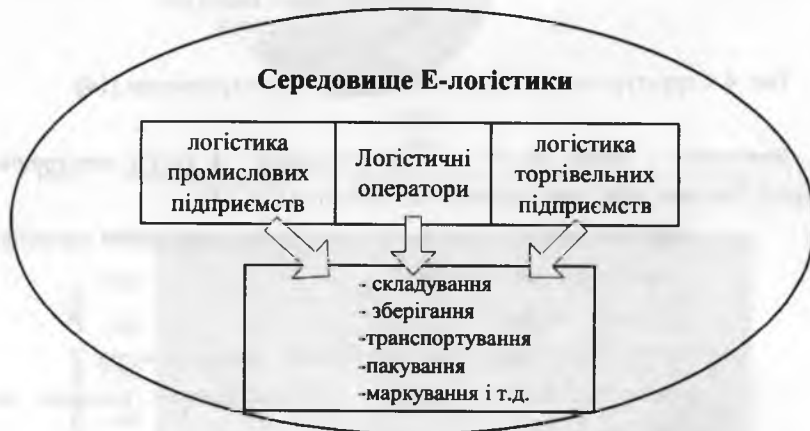 Середовище Е-логістики
логістика
промислових
підприємств
Логістичні
оператори
логістика
торгівельних
підприємств
- складування
- зберігання
-транспортування
-пакування
-маркування і т.д.